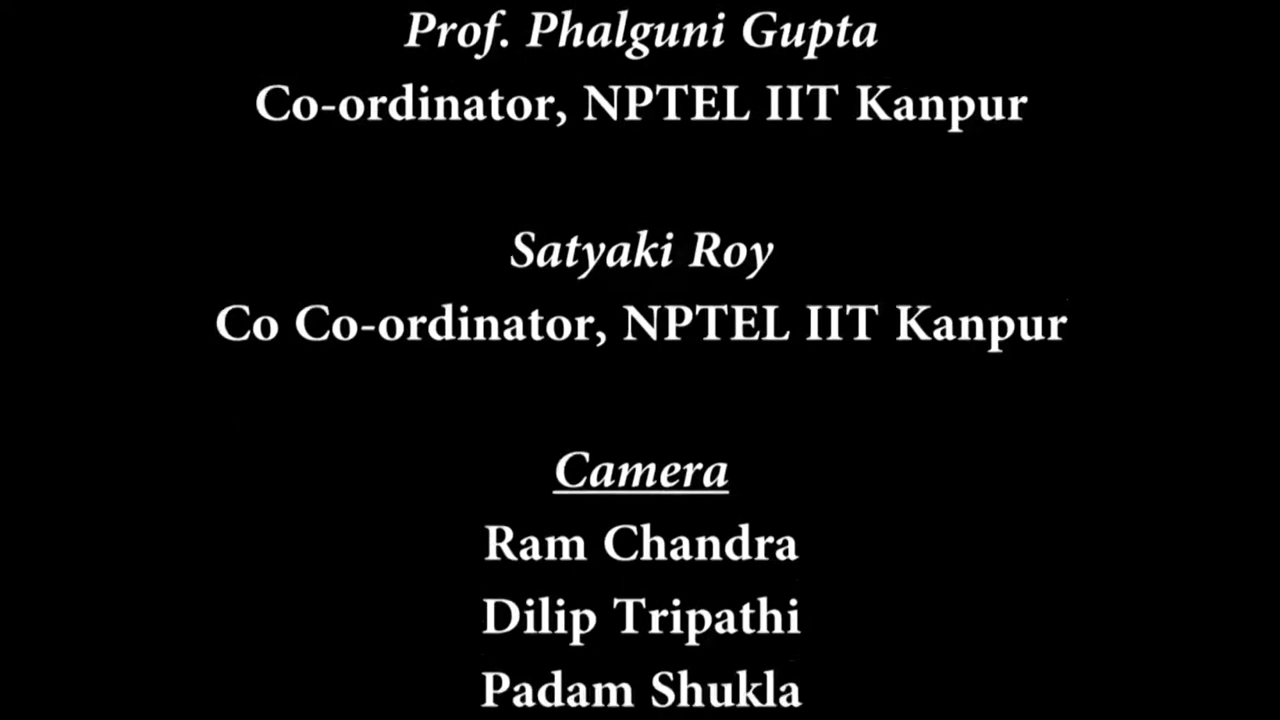 Prof. Phalguni Gupta
Co-ordinator, NPTEL IIT Kanpur
Satyaki Roy
Co Co-ordinator, NPTEL IIT Kanpur
Camera
Ram Chandra
Dilip Tripathi
Padam Shukla